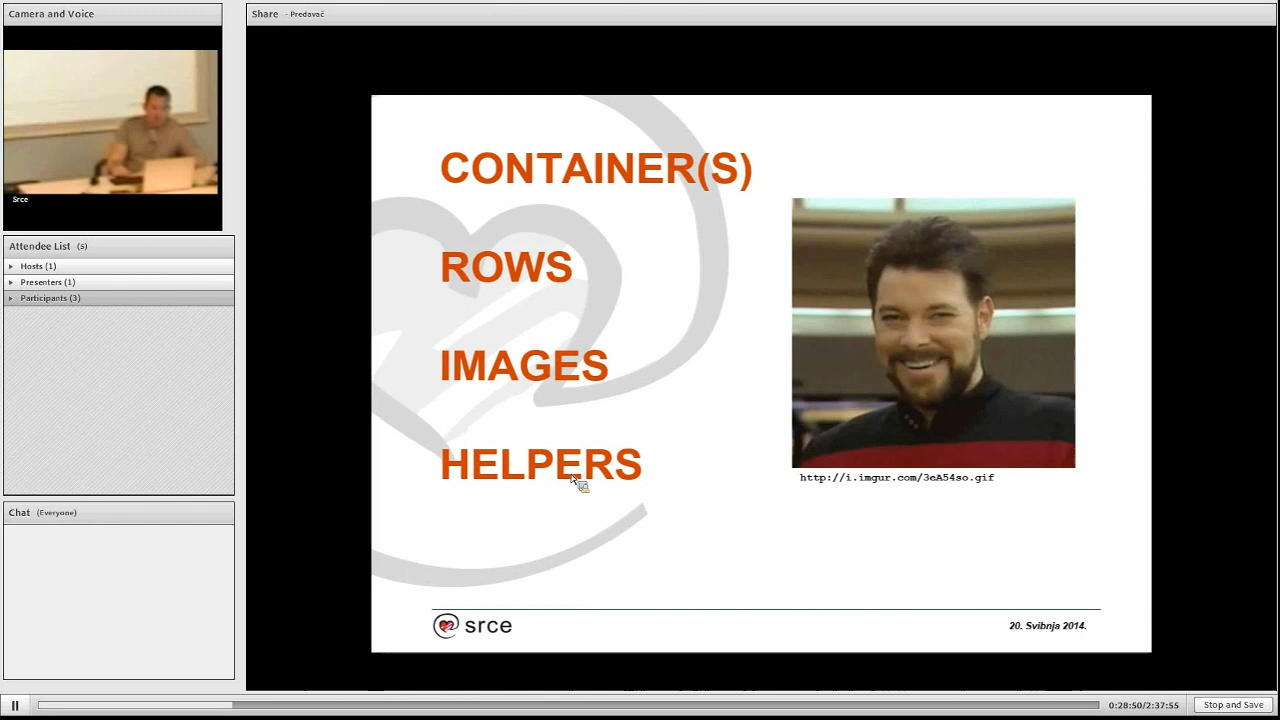 Camera and Voice
Srce
Attendee List (5)
Hosts (1)
Presenters (1)
Participants (3)
Chat (Everyone)
Share - Predavač
CONTAINER(S)
ROWS
IMAGES
HELPERS
http://i.imgur.com/3eA54so.gif
srce
20. Svibnja 2014.
0:28:50/2:37:55
Stop and Save